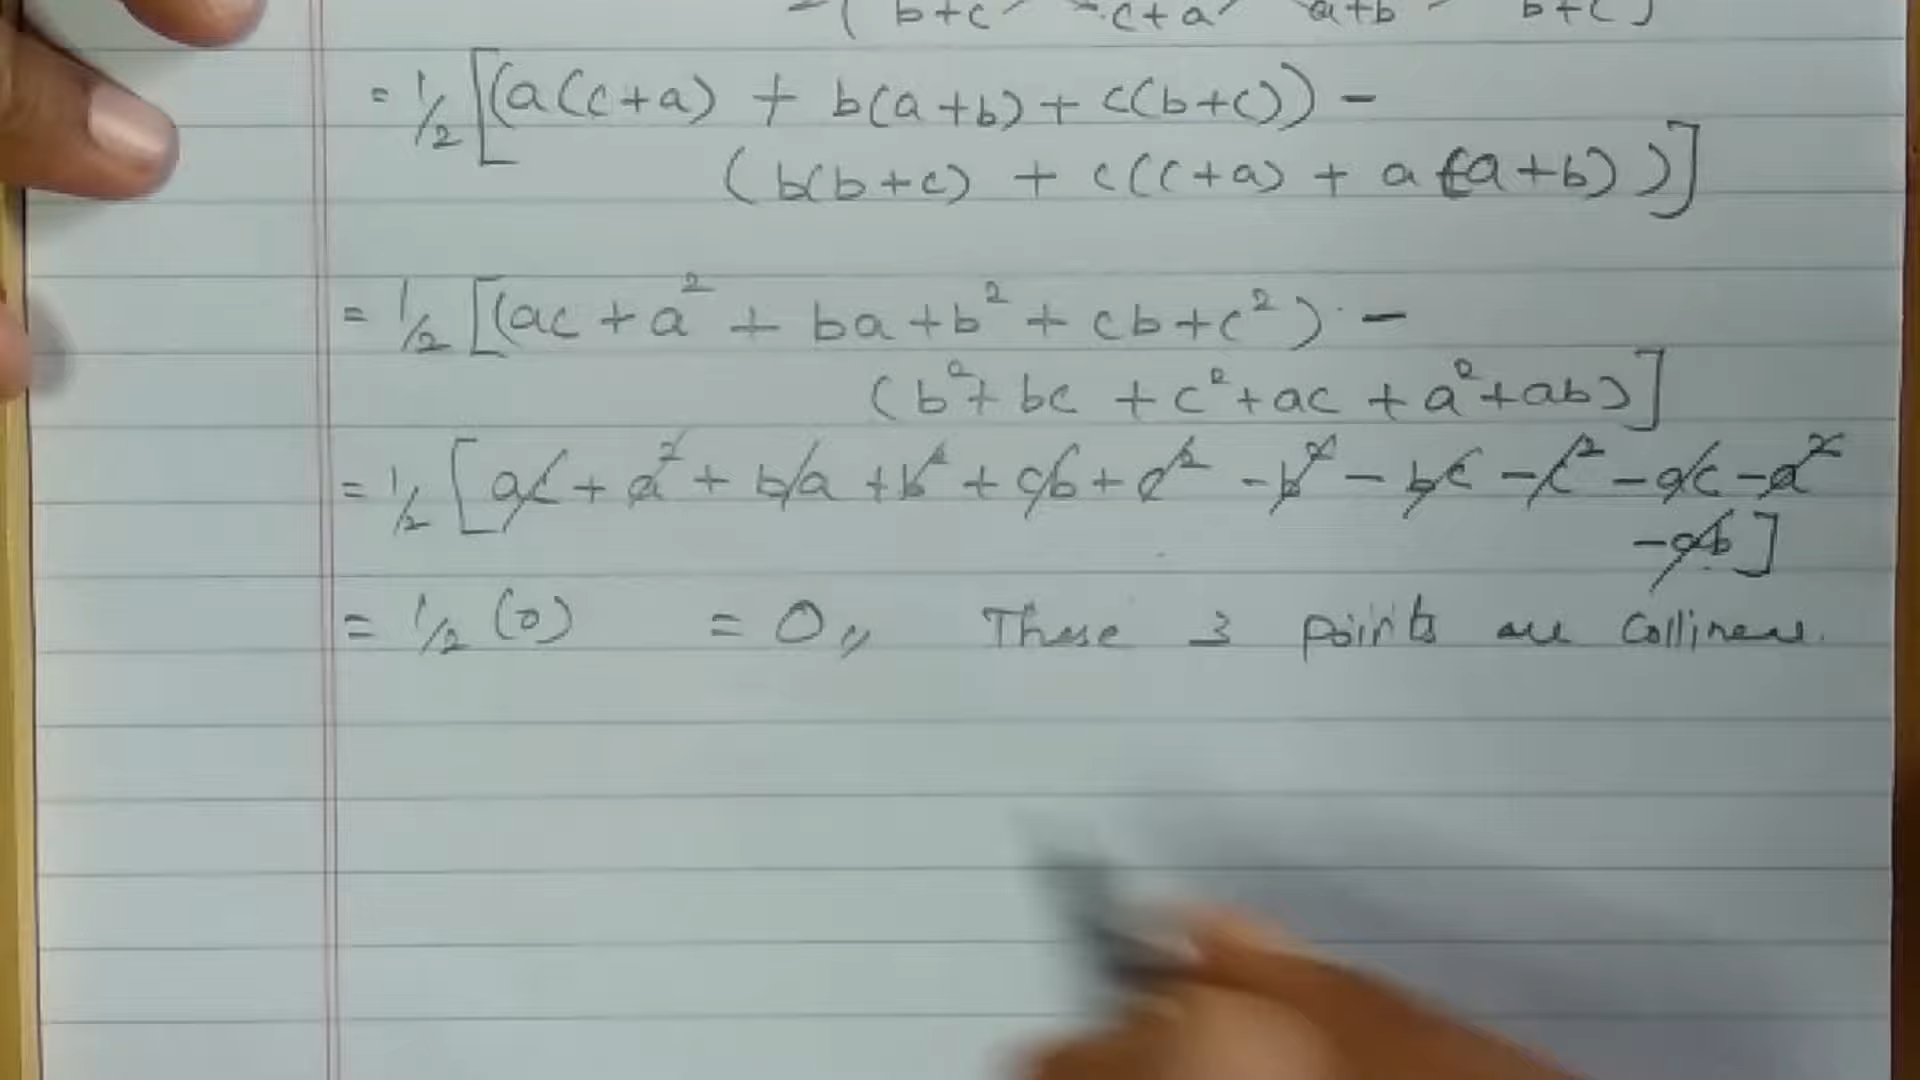 -( b+c c+a a+b b+c )
= 1/2 [(a(c+a) + b(a+b) + c(b+c)) -
(b(b+c) + c(c+a) + a(a+b))]
= 1/2 [(ac + a² + ba + b² + cb + c²) -
(b² + bc + c² + ac + a² + ab)]
= 1/2 [ac + a² + ba + b² + cb + c² - b² - bc - c² - ac - a²
- ab]
= 1/2 (0) = 0,, These 3 points are collinear.